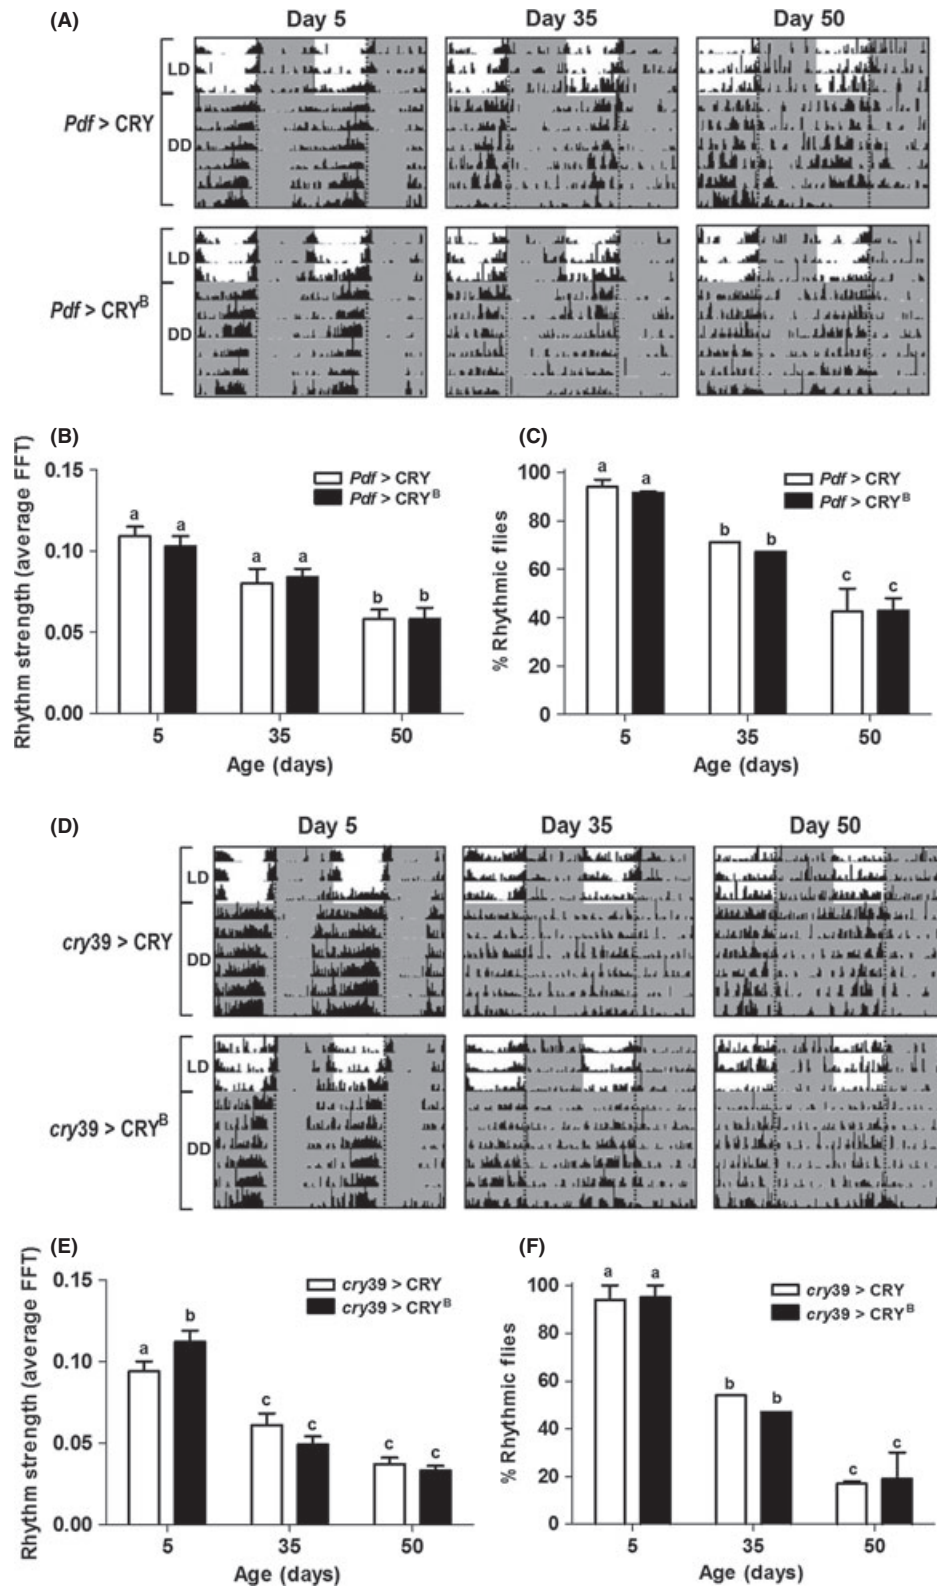 (A)
Day 5 Day 35 Day 50
LD
Pdf > CRY
DD
LD
Pdf > CRYᴮ
DD
(B)
Rhythm strength (average FFT)
0.15
0.10
0.05
0.00
Pdf > CRY
Pdf > CRYᴮ
a a a a b b
5 35 50
Age (days)
(C)
% Rhythmic flies
100
80
60
40
20
0
Pdf > CRY
Pdf > CRYᴮ
a a b b c c
5 35 50
Age (days)
(D)
Day 5 Day 35 Day 50
LD
cry39 > CRY
DD
LD
cry39 > CRYᴮ
DD
(E)
Rhythm strength (average FFT)
0.15
0.10
0.05
0.00
cry39 > CRY
cry39 > CRYᴮ
a b c c c c
5 35 50
Age (days)
(F)
% Rhythmic flies
100
80
60
40
20
0
cry39 > CRY
cry39 > CRYᴮ
a a b b c c
5 35 50
Age (days)